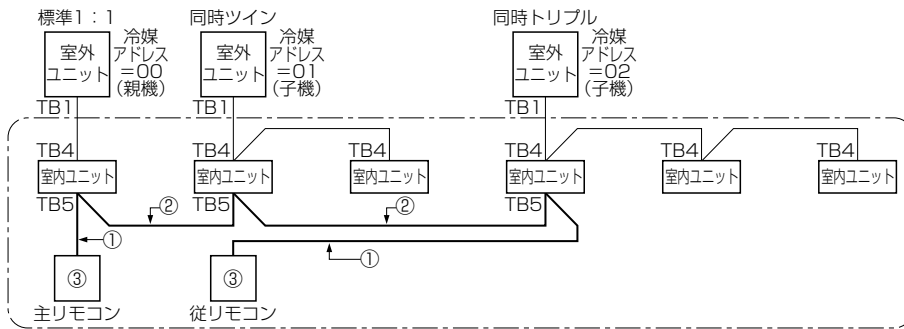 標準1：1
室外
ユニット
冷媒
アドレス
=00
(親機)
TB1
同時ツイン
室外
ユニット
冷媒
アドレス
=01
(子機)
TB1
同時トリプル
室外
ユニット
冷媒
アドレス
=02
(子機)
TB1
TB4
室内ユニット
TB5
TB4
室内ユニット
TB5
TB4
室内ユニット
TB4
室内ユニット
TB5
TB4
室内ユニット
TB4
室内ユニット
②
②
①
①
③
主リモコン
③
従リモコン